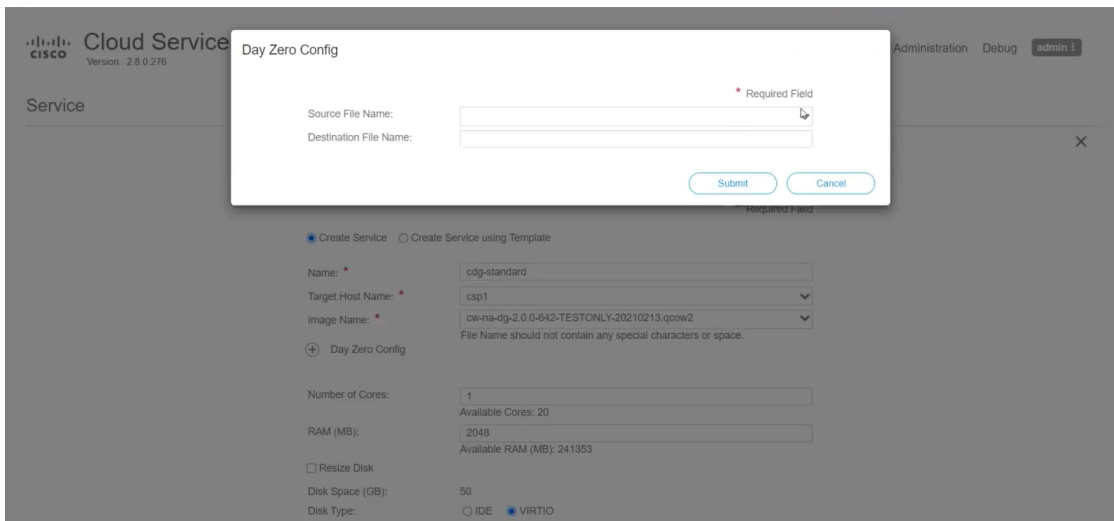 CISCO
Cloud Service
Version : 2.8.0.276
Administration Debug admin
Service
Day Zero Config
* Required Field
Source File Name:
Destination File Name:
Submit Cancel
* Required Field
Create Service Create Service using Template
Name: * cdg-standard
Target Host Name: * csp1
Image Name: * cw-na-dg-2.0.0-642-TESTONLY-20210213.qcow2
File Name should not contain any special characters or space.
Day Zero Config
Number of Cores: 1
Available Cores: 20
RAM (MB): 2048
Available RAM (MB): 241353
Resize Disk
Disk Space (GB): 50
Disk Type: IDE VIRTIO